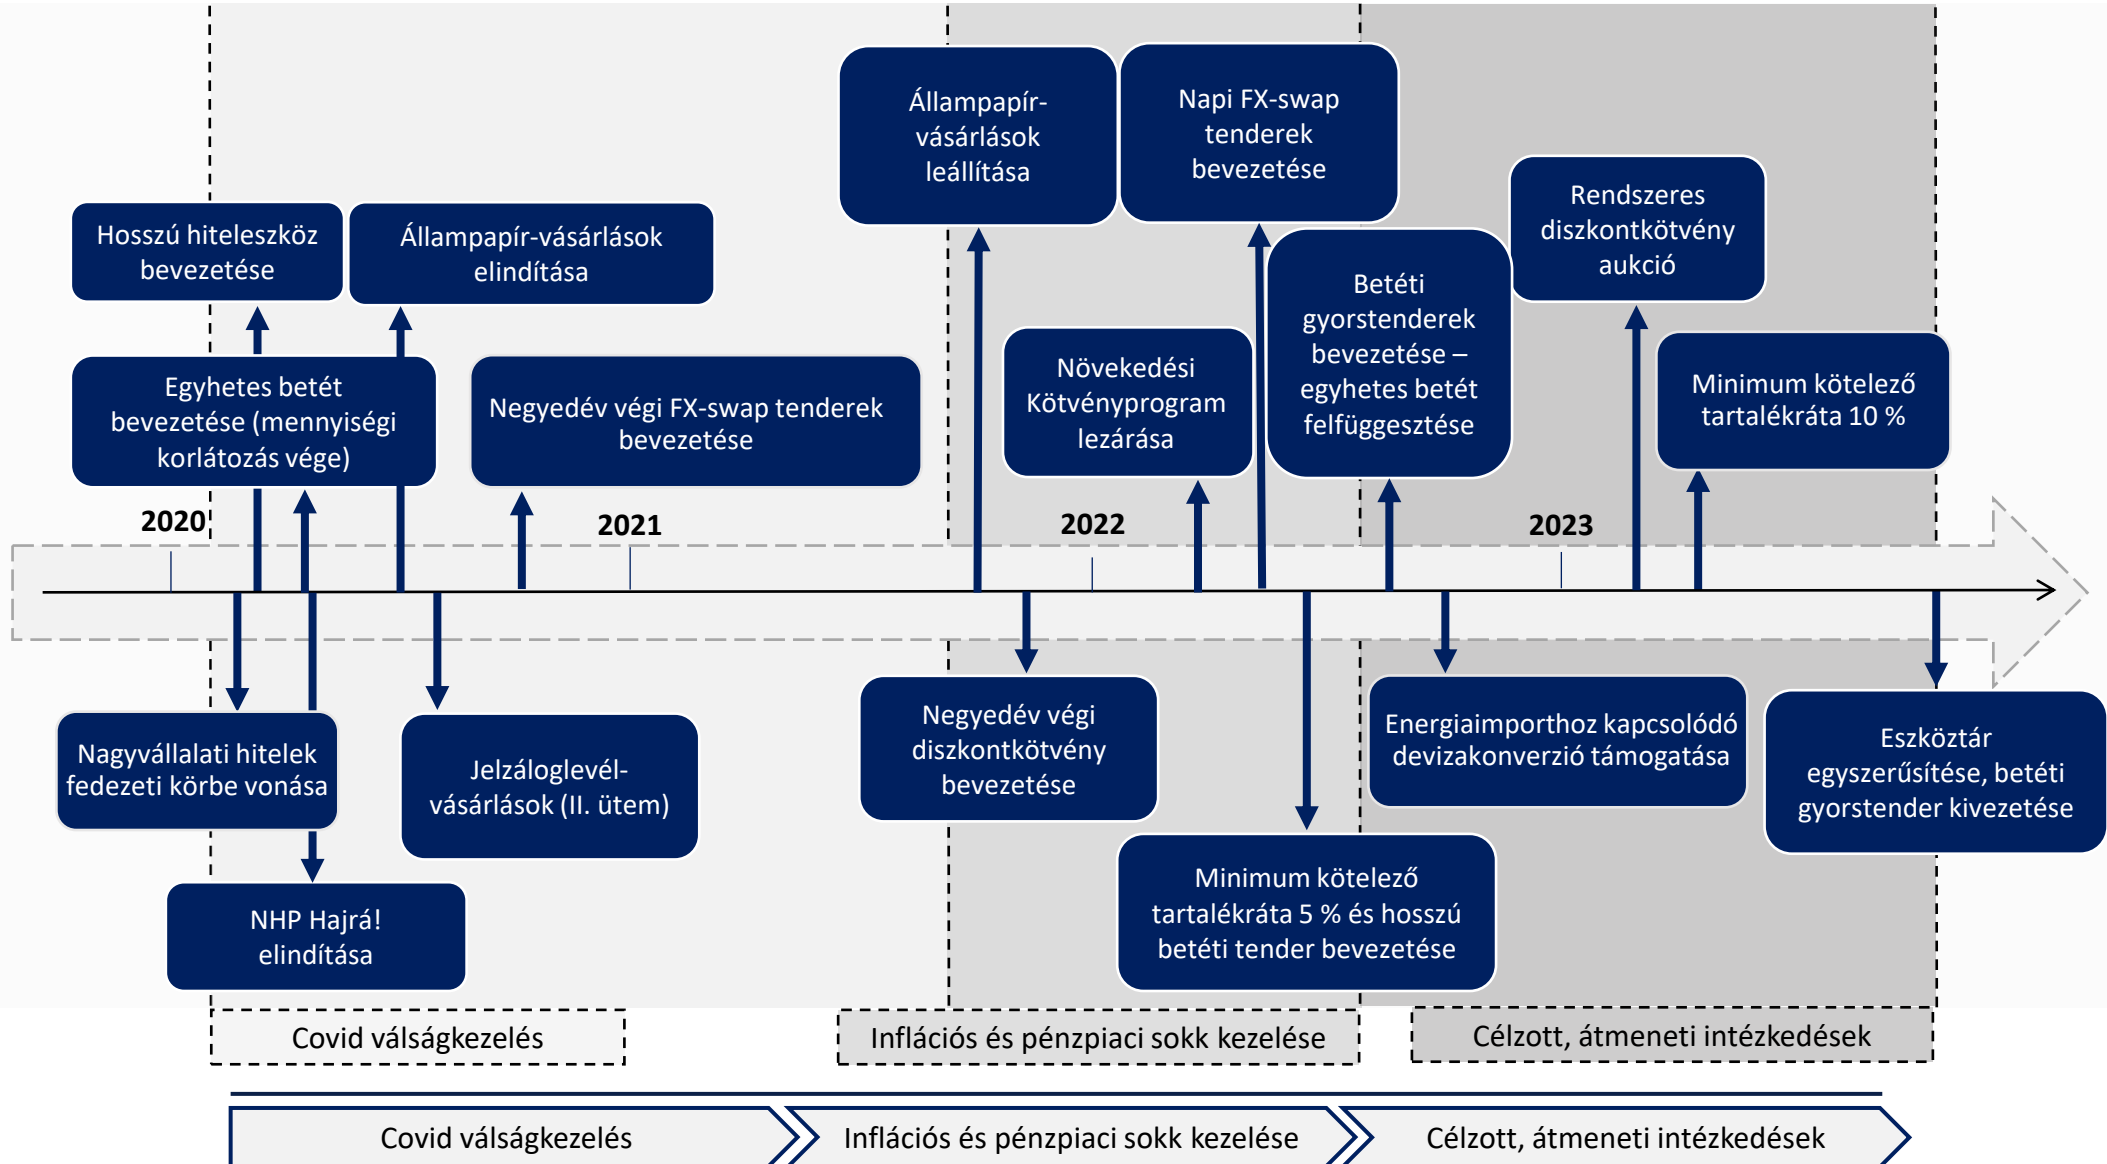 Állampapír-
vásárlások
leállítása
Napi FX-swap
tenderek
bevezetése
Rendszeres
diszkontkötvény
aukció
Hosszú hiteleszköz
bevezetése
Állampapír-vásárlások
elindítása
Betéti
gyorstenderek
bevezetése –
egyhetes betét
felfüggesztése
Egyhetes betét
bevezetése (mennyiségi
korlátozás vége)
Negyedév végi FX-swap tenderek
bevezetése
Növekedési
Kötvényprogram
lezárása
Minimum kötelező
tartalékráta 10 %
2020
2021
2022
2023
Nagyvállalati hitelek
fedezeti körbe vonása
Jelzáloglevél-
vásárlások (II. ütem)
Negyedév végi
diszkontkötvény
bevezetése
Energiaimporthoz kapcsolódó
devizakonverzió támogatása
Eszköztár
egyszerűsítése, betéti
gyorstender kivezetése
NHP Hajrá!
elindítása
Minimum kötelező
tartalékráta 5 % és hosszú
betéti tender bevezetése
Covid válságkezelés
Inflációs és pénzpiaci sokk kezelése
Célzott, átmeneti intézkedések
Covid válságkezelés
Inflációs és pénzpiaci sokk kezelése
Célzott, átmeneti intézkedések